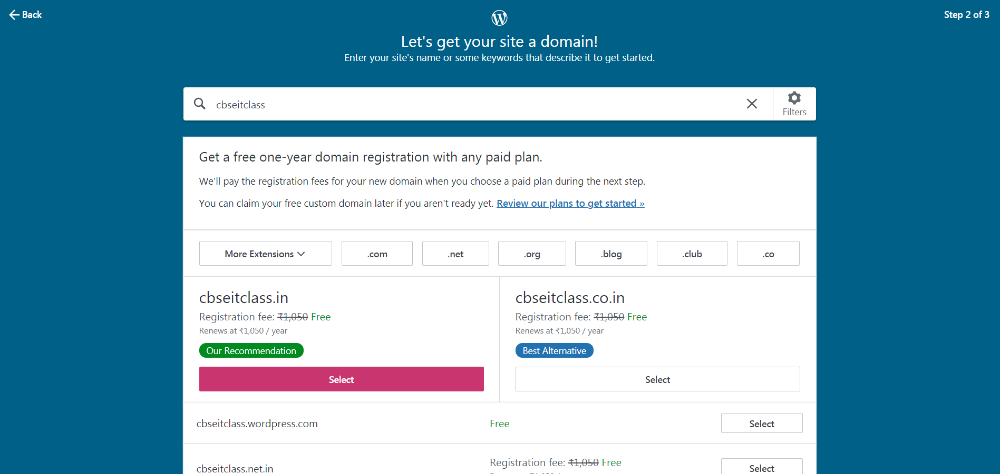 Back
Step 2 of 3
Let's get your site a domain!
Enter your site's name or some keywords that describe it to get started.
cbseitclass
Filters
Get a free one-year domain registration with any paid plan.
We'll pay the registration fees for your new domain when you choose a paid plan during the next step.
You can claim your free custom domain later if you aren't ready yet. Review our plans to get started »
More Extensions .com .net .org .blog .club .co
cbseitclass.in
Registration fee: ₹1,050 Free
Renews at ₹1,050 / year
Our Recommendation
Select
cbseitclass.co.in
Registration fee: ₹1,050 Free
Renews at ₹1,050 / year
Best Alternative
Select
cbseitclass.wordpress.com Free Select
cbseitclass.net.in Registration fee: ₹1,050 Free Select